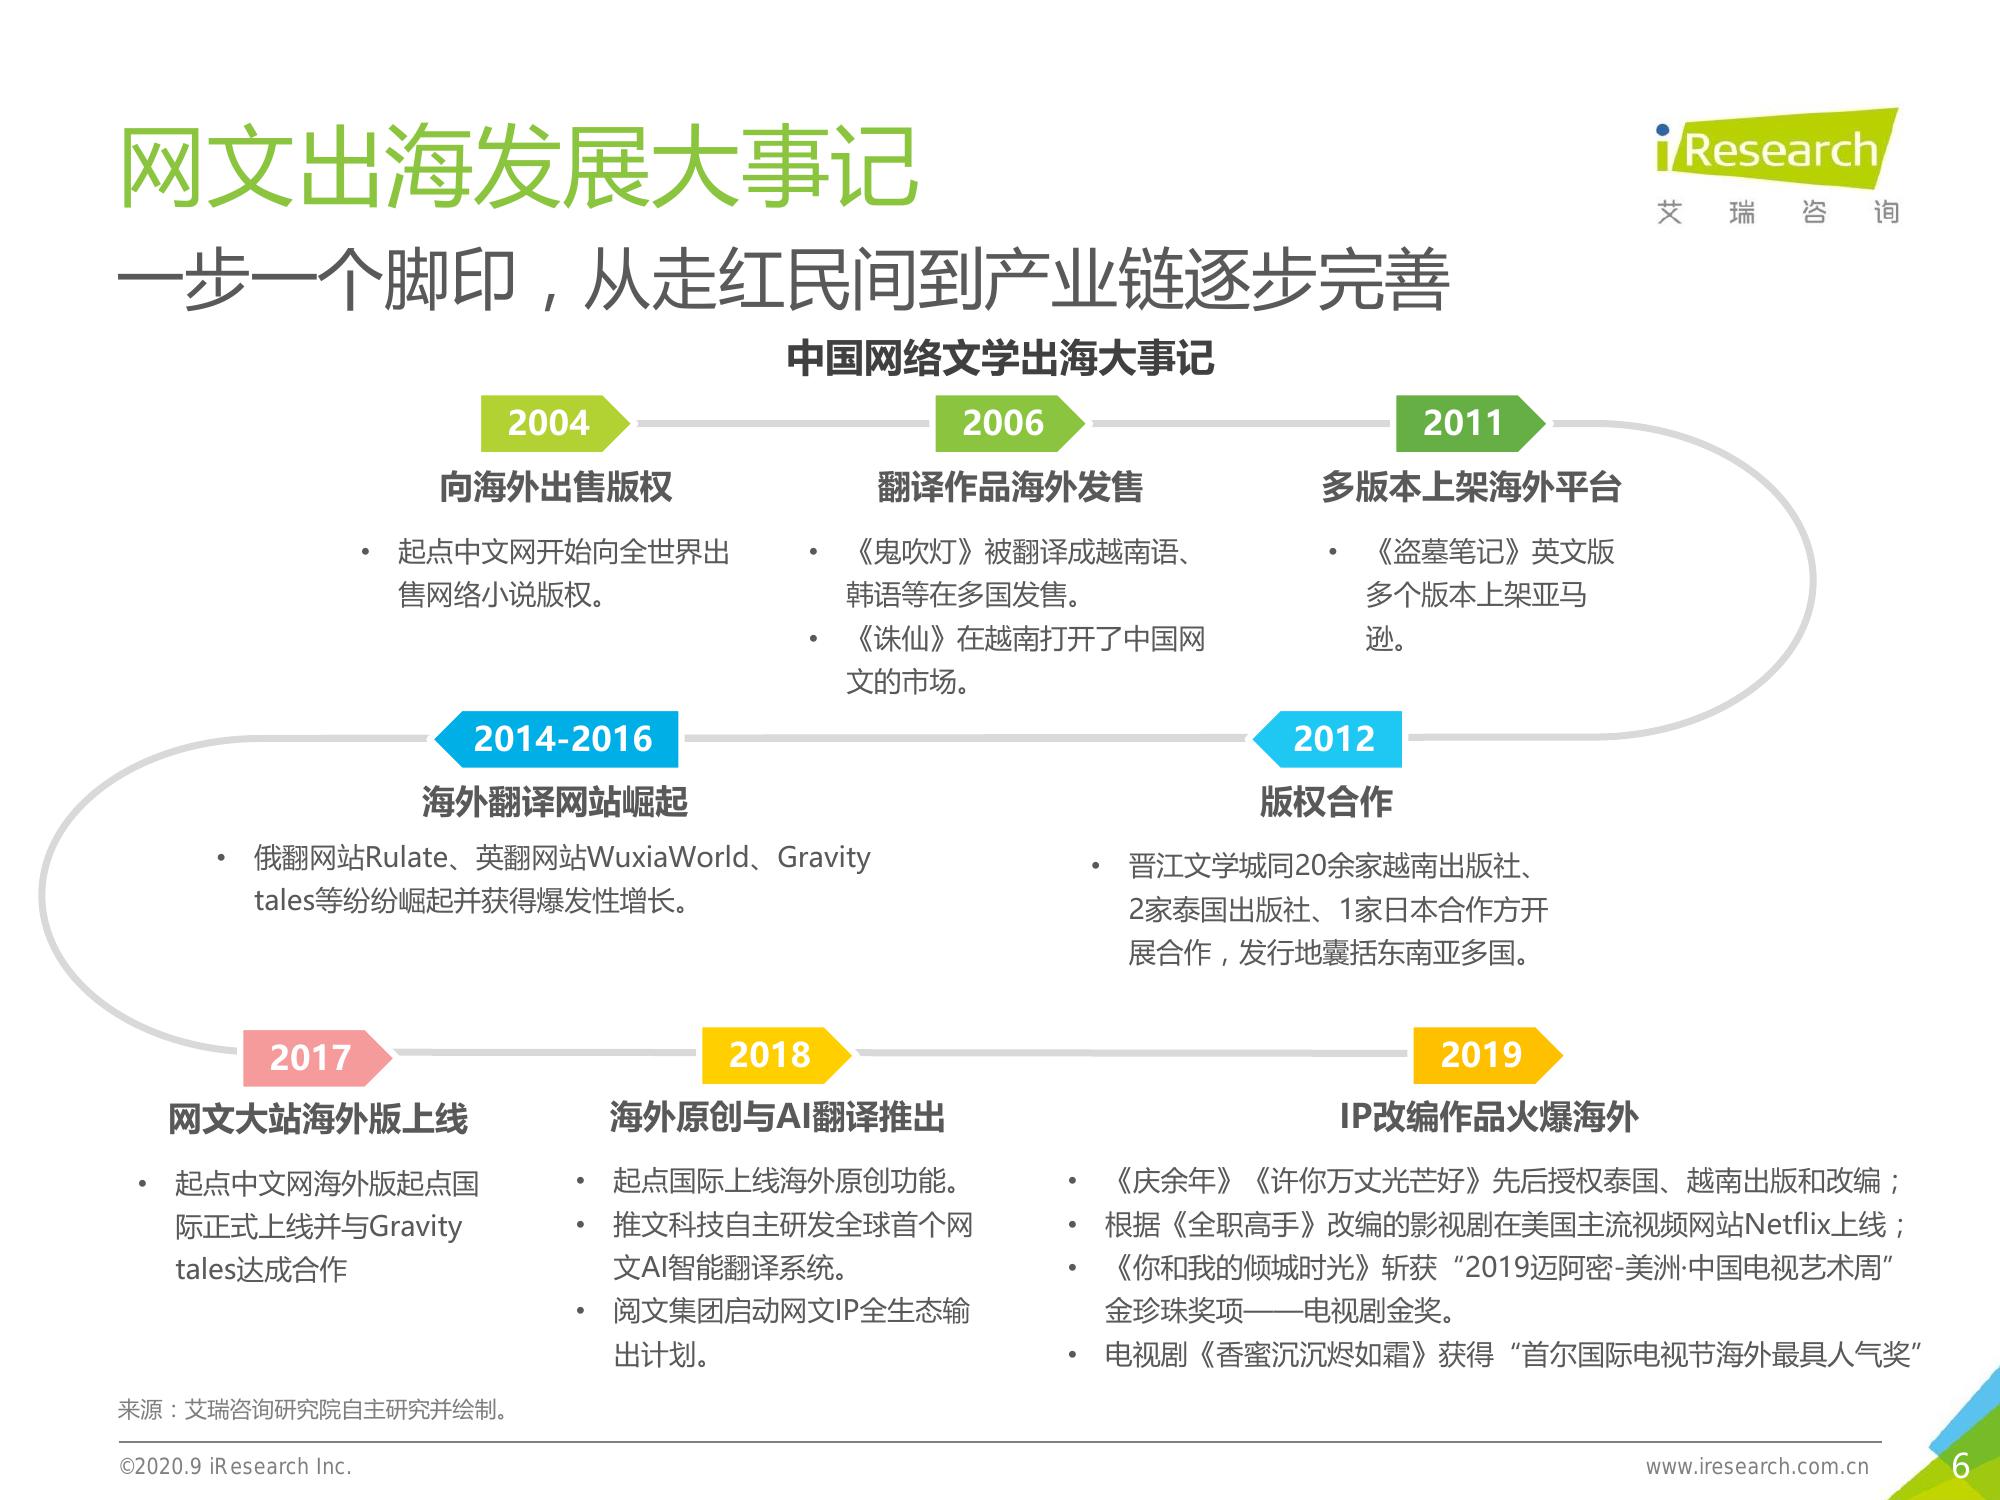 网文出海发展大事记
iResearch
艾瑞咨询
一步一个脚印，从走红民间到产业链逐步完善
中国网络文学出海大事记
2004
向海外出售版权
• 起点中文网开始向全世界出
售网络小说版权。
2006
翻译作品海外发售
• 《鬼吹灯》被翻译成越南语、
韩语等在多国发售。
• 《诛仙》在越南打开了中国网
文的市场。
2011
多版本上架海外平台
• 《盗墓笔记》英文版
多个版本上架亚马
逊。
2012
版权合作
• 晋江文学城同20余家越南出版社、
2家泰国出版社、1家日本合作方开
展合作，发行地囊括东南亚多国。
2014-2016
海外翻译网站崛起
• 俄翻网站Rulate、英翻网站WuxiaWorld、Gravity
tales等纷纷崛起并获得爆发性增长。
2017
网文大站海外版上线
• 起点中文网海外版起点国
际正式上线并与Gravity
tales达成合作
2018
海外原创与AI翻译推出
• 起点国际上线海外原创功能。
• 推文科技自主研发全球首个网
文AI智能翻译系统。
• 阅文集团启动网文IP全生态输
出计划。
2019
IP改编作品火爆海外
• 《庆余年》《许你万丈光芒好》先后授权泰国、越南出版和改编；
• 根据《全职高手》改编的影视剧在美国主流视频网站Netflix上线；
• 《你和我的倾城时光》斩获“2019迈阿密-美洲·中国电视艺术周”
金珍珠奖项——电视剧金奖。
• 电视剧《香蜜沉沉烬如霜》获得“首尔国际电视节海外最具人气奖”
来源：艾瑞咨询研究院自主研究并绘制。
©2020.9 iResearch Inc.
www.iresearch.com.cn
6